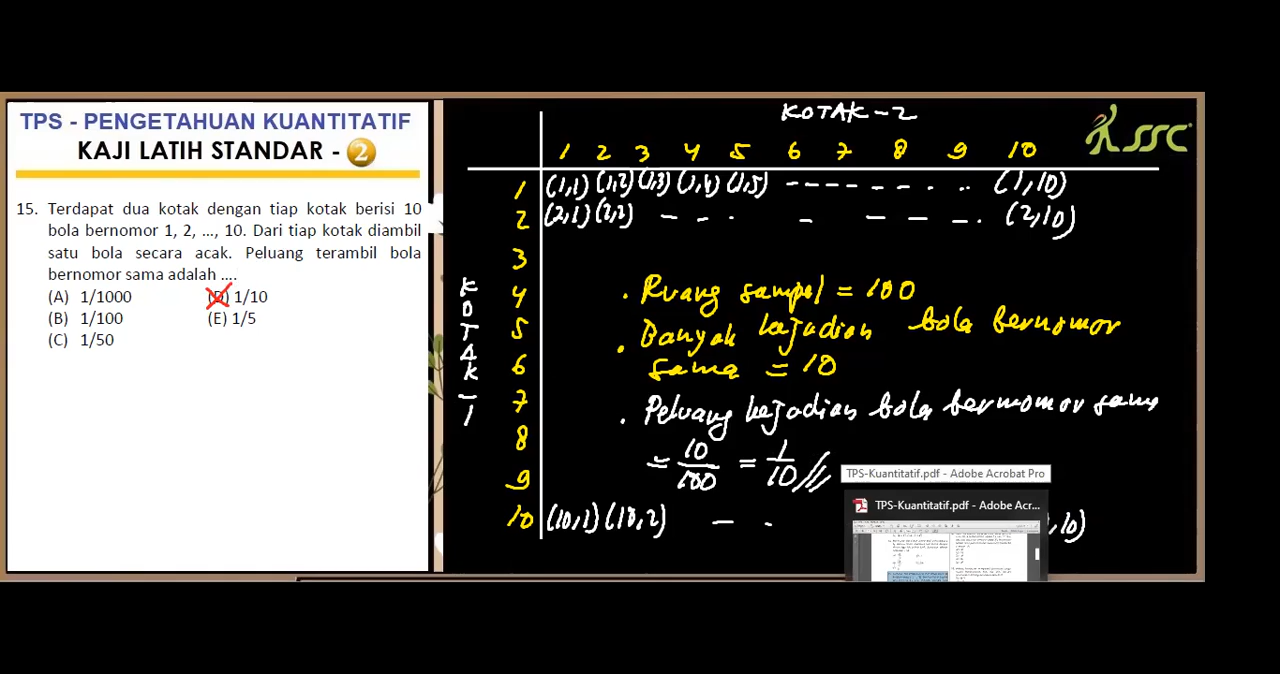 TPS - PENGETAHUAN KUANTITATIF
KAJI LATIH STANDAR - 2
15. Terdapat dua kotak dengan tiap kotak berisi 10
bola bernomor 1, 2, ..., 10. Dari tiap kotak diambil
satu bola secara acak. Peluang terambil bola
bernomor sama adalah ....
(A) 1/1000 (D) 1/10
(B) 1/100 (E) 1/5
(C) 1/50
KOTAK-2
SSC
1 2 3 4 5 6 7 8 9 10
1 (1,1) (1,2) (1,3) (1,4) (1,5) ------- (1,10)
2 (2,1) (2,2) ------- (2,10)
3
4
5
6
7
8
9
10 (10,1) (10,2) - - ,10)
KOTAK-1
. Ruang sampel = 100
. Banyak kejadian bola bernomor
sama = 10
. Peluang kejadian bola bernomor sama
= 10/100 = 1/10 //
TPS-Kuantitatif.pdf - Adobe Acrobat Pro
TPS-Kuantitatif.pdf - Adobe Acr...